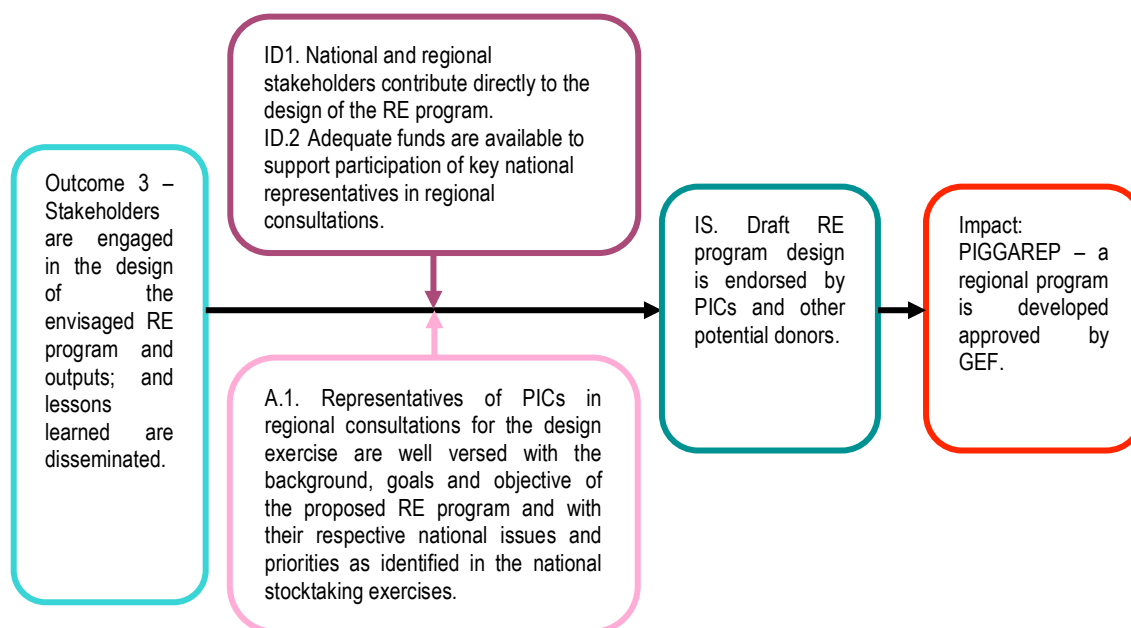 Outcome 3 –
Stakeholders
are engaged
in the design
of the
envisaged RE
program and
outputs; and
lessons
learned are
disseminated.
ID1. National and regional
stakeholders contribute directly to the
design of the RE program.
ID.2 Adequate funds are available to
support participation of key national
representatives in regional
consultations.
A.1. Representatives of PICs in
regional consultations for the design
exercise are well versed with the
background, goals and objective of
the proposed RE program and with
their respective national issues and
priorities as identified in the national
stocktaking exercises.
IS. Draft RE
program design
is endorsed by
PICs and other
potential donors.
Impact:
PIGGAREP – a
regional program
is developed
approved by
GEF.